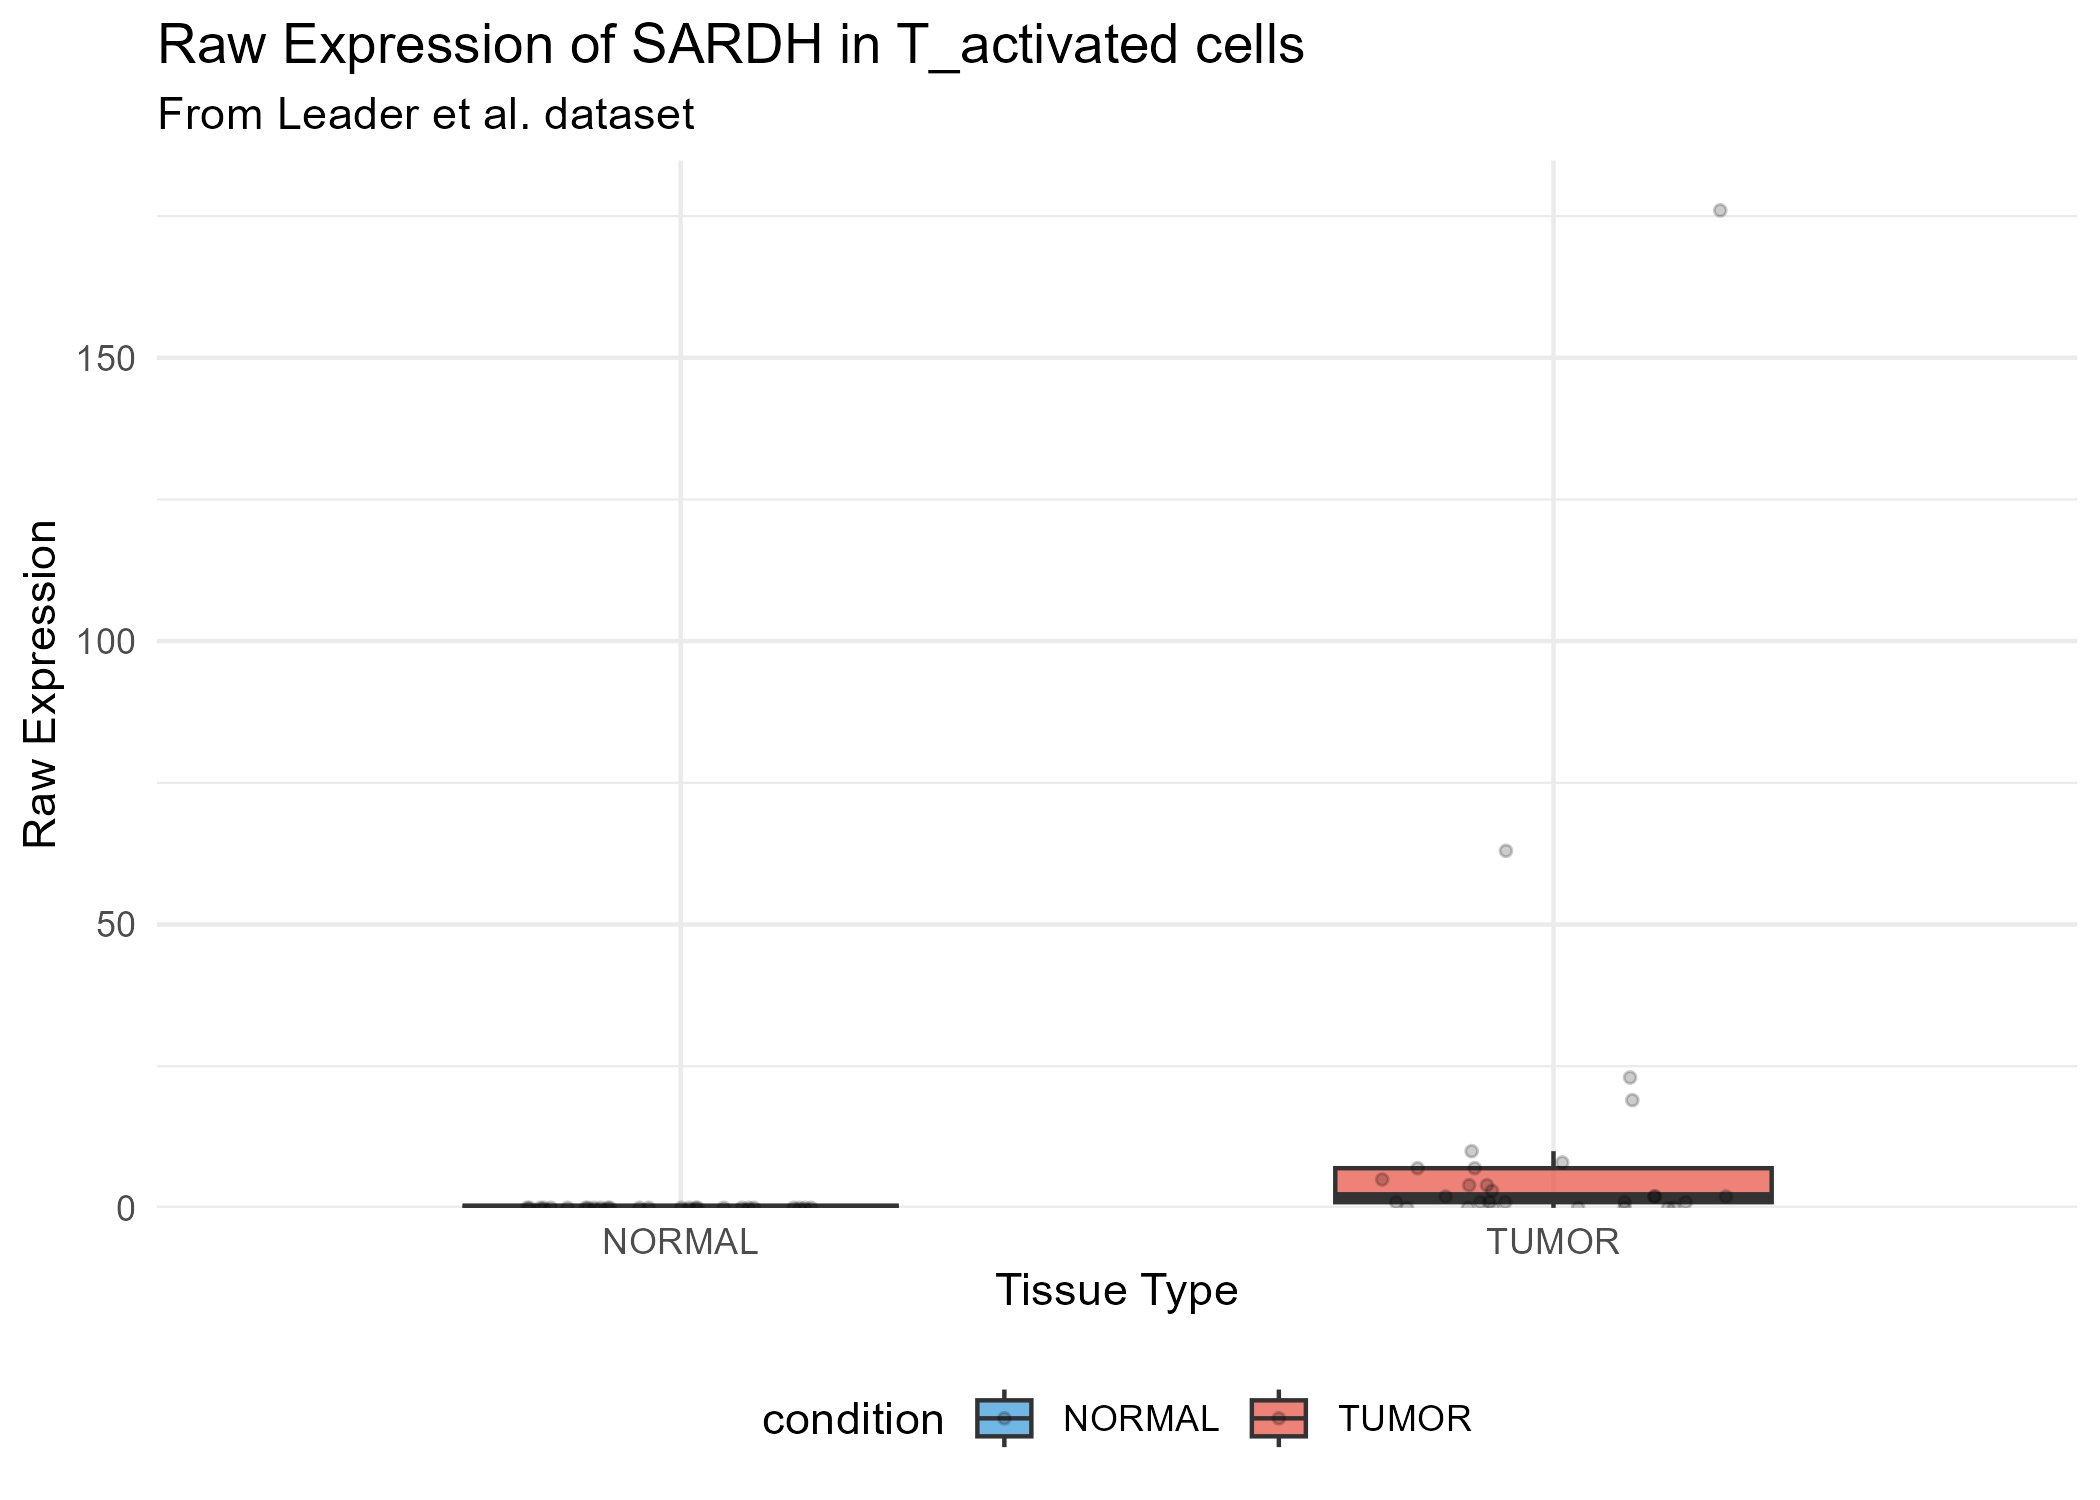 Raw Expression of SARDH in T_activated cells
From Leader et al. dataset
Raw Expression
150
100
50
0
NORMAL TUMOR
Tissue Type
condition NORMAL TUMOR